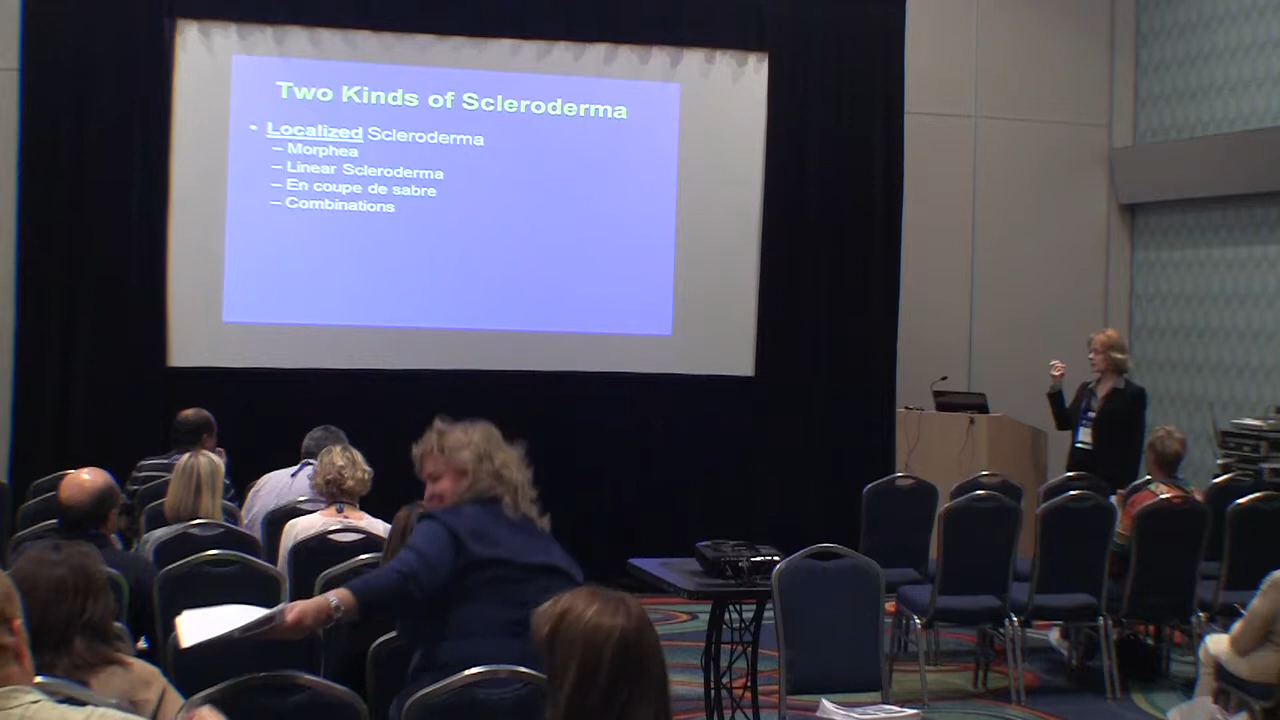 Two Kinds of Scleroderma
• Localized Scleroderma
– Morphea
– Linear Scleroderma
– En coupe de sabre
– Combinations